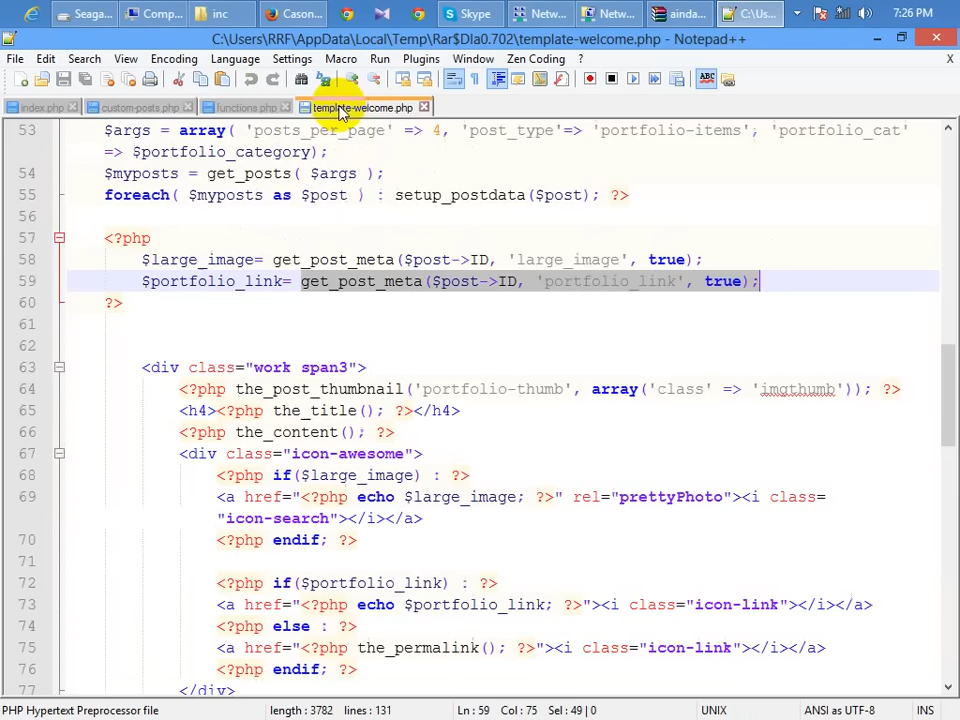 Seaga... Comp... inc Cason... Skype Netw... Netw... ainda... C:\Us... 7:26 PM
C:\Users\RRF\AppData\Local\Temp\Rar$DIa0.702\template-welcome.php - Notepad++
File Edit Search View Encoding Language Settings Macro Run Plugins Window Zen Coding ? X
index.php custom-posts.php functions.php template-welcome.php
53 $args = array( 'posts_per_page' => 4, 'post_type'=> 'portfolio-items', 'portfolio_cat'
=> $portfolio_category);
54 $myposts = get_posts( $args );
55 foreach( $myposts as $post ) : setup_postdata($post); ?>
56
57 <?php
58 $large_image= get_post_meta($post->ID, 'large_image', true);
59 $portfolio_link= get_post_meta($post->ID, 'portfolio_link', true);
60 ?>
61
62
63 <div class="work span3">
64 <?php the_post_thumbnail('portfolio-thumb', array('class' => 'imgthumb')); ?>
65 <h4><?php the_title(); ?></h4>
66 <?php the_content(); ?>
67 <div class="icon-awesome">
68 <?php if($large_image) : ?>
69 <a href="<?php echo $large_image; ?>" rel="prettyPhoto"><i class=
"icon-search"></i></a>
70 <?php endif; ?>
71
72 <?php if($portfolio_link) : ?>
73 <a href="<?php echo $portfolio_link; ?>"><i class="icon-link"></i></a>
74 <?php else : ?>
75 <a href="<?php the_permalink(); ?>"><i class="icon-link"></i></a>
76 <?php endif; ?>
77 </div>
PHP Hypertext Preprocessor file length : 3782 lines : 131 Ln : 59 Col : 75 Sel : 49 | 0 UNIX ANSI as UTF-8 INS